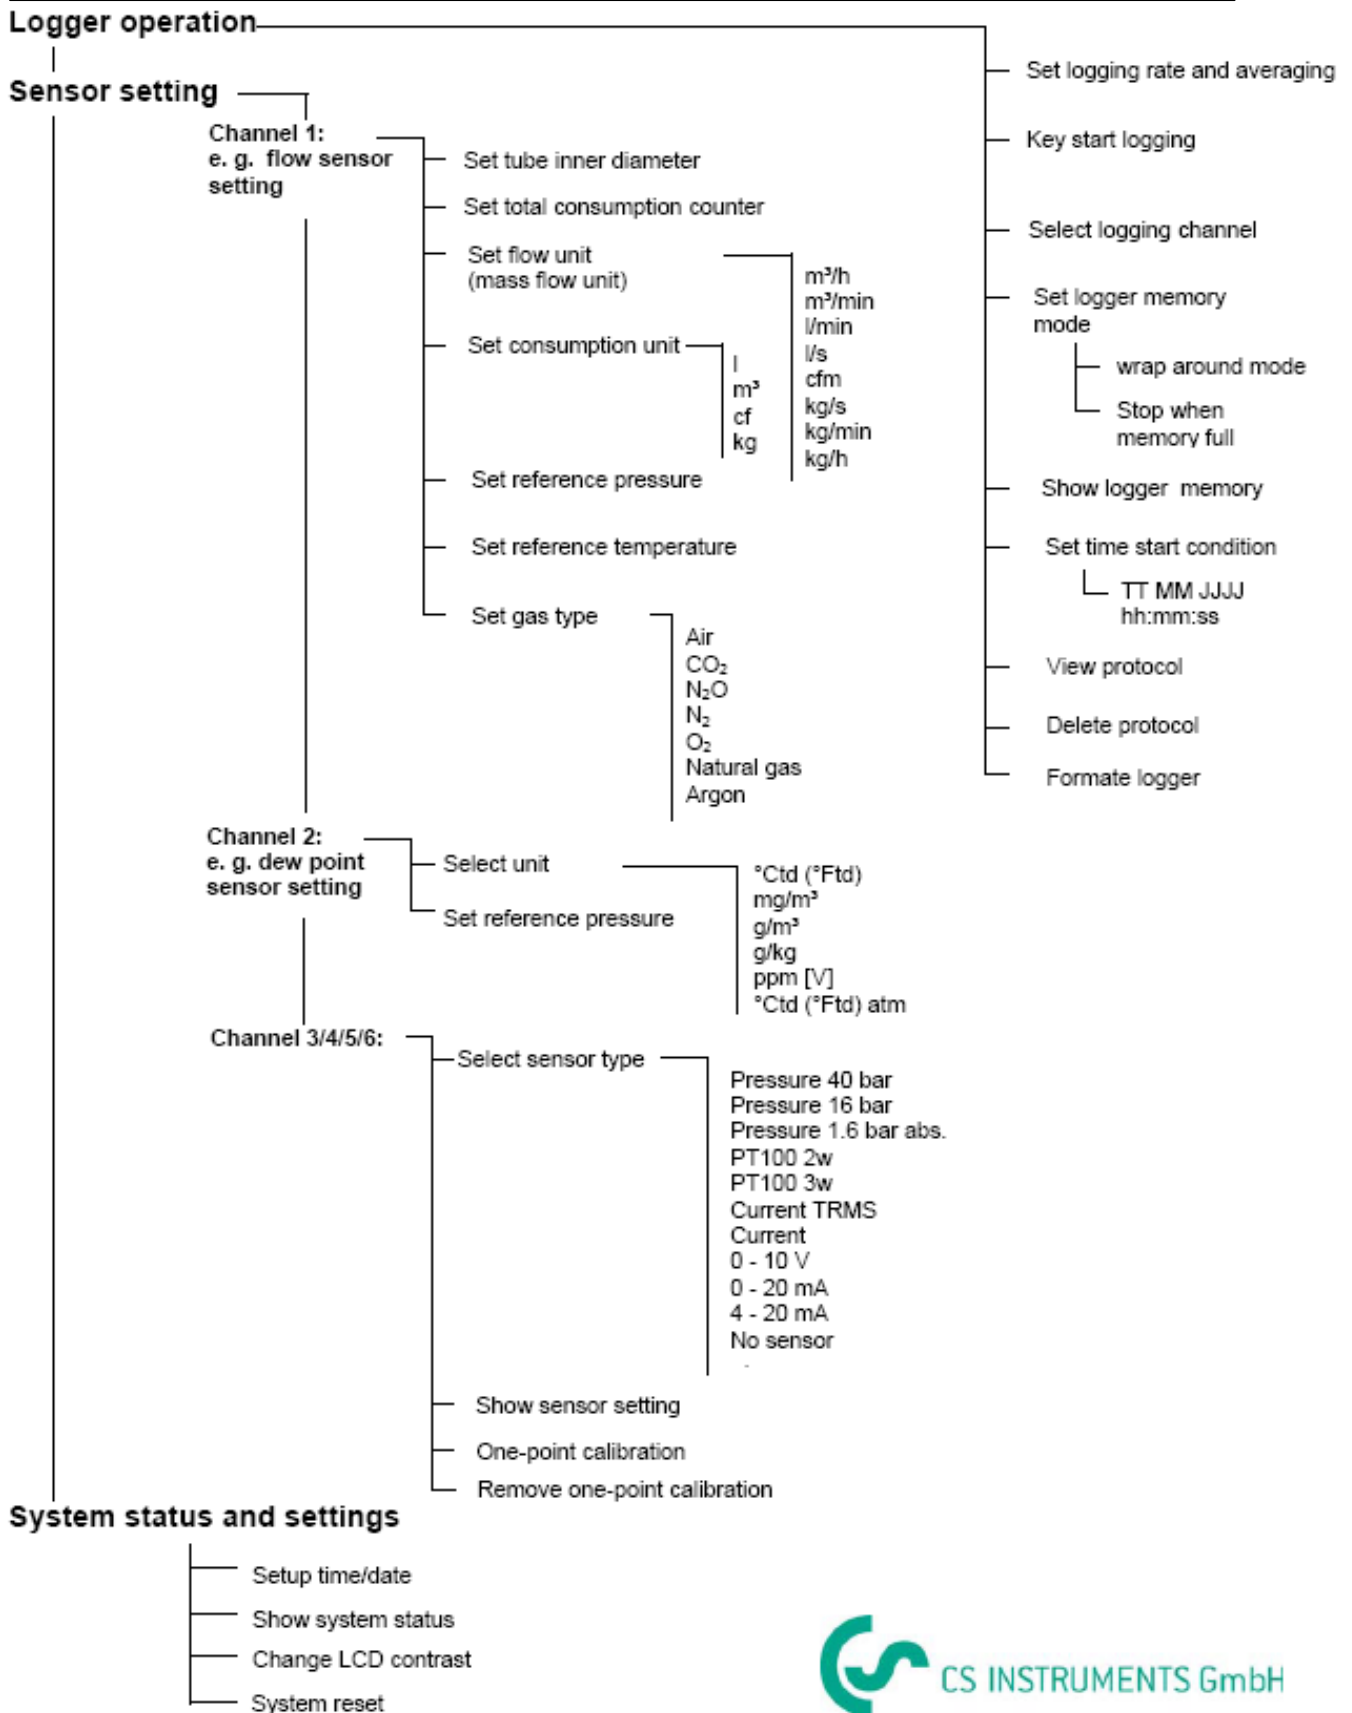 Logger operation
Set logging rate and averaging
Key start logging
Select logging channel
Set logger memory
mode
wrap around mode
Stop when
memory full
Show logger memory
Set time start condition
TT MM JJJJ
hh:mm:ss
View protocol
Delete protocol
Formate logger
Sensor setting
Channel 1:
e. g. flow sensor
setting
Set tube inner diameter
Set total consumption counter
Set flow unit
(mass flow unit)
m³/h
m³/min
l/min
l/s
cfm
kg/s
kg/min
kg/h
Set consumption unit
l
m³
cf
kg
Set reference pressure
Set reference temperature
Set gas type
Air
CO₂
N₂O
N₂
O₂
Natural gas
Argon
Channel 2:
e. g. dew point
sensor setting
Select unit
°Ctd (°Ftd)
mg/m³
g/m³
g/kg
ppm [V]
°Ctd (°Ftd) atm
Set reference pressure
Channel 3/4/5/6:
Select sensor type
Pressure 40 bar
Pressure 16 bar
Pressure 1.6 bar abs.
PT100 2w
PT100 3w
Current TRMS
Current
0 - 10 V
0 - 20 mA
4 - 20 mA
No sensor
Show sensor setting
One-point calibration
Remove one-point calibration
System status and settings
Setup time/date
Show system status
Change LCD contrast
System reset
CS INSTRUMENTS GmbH